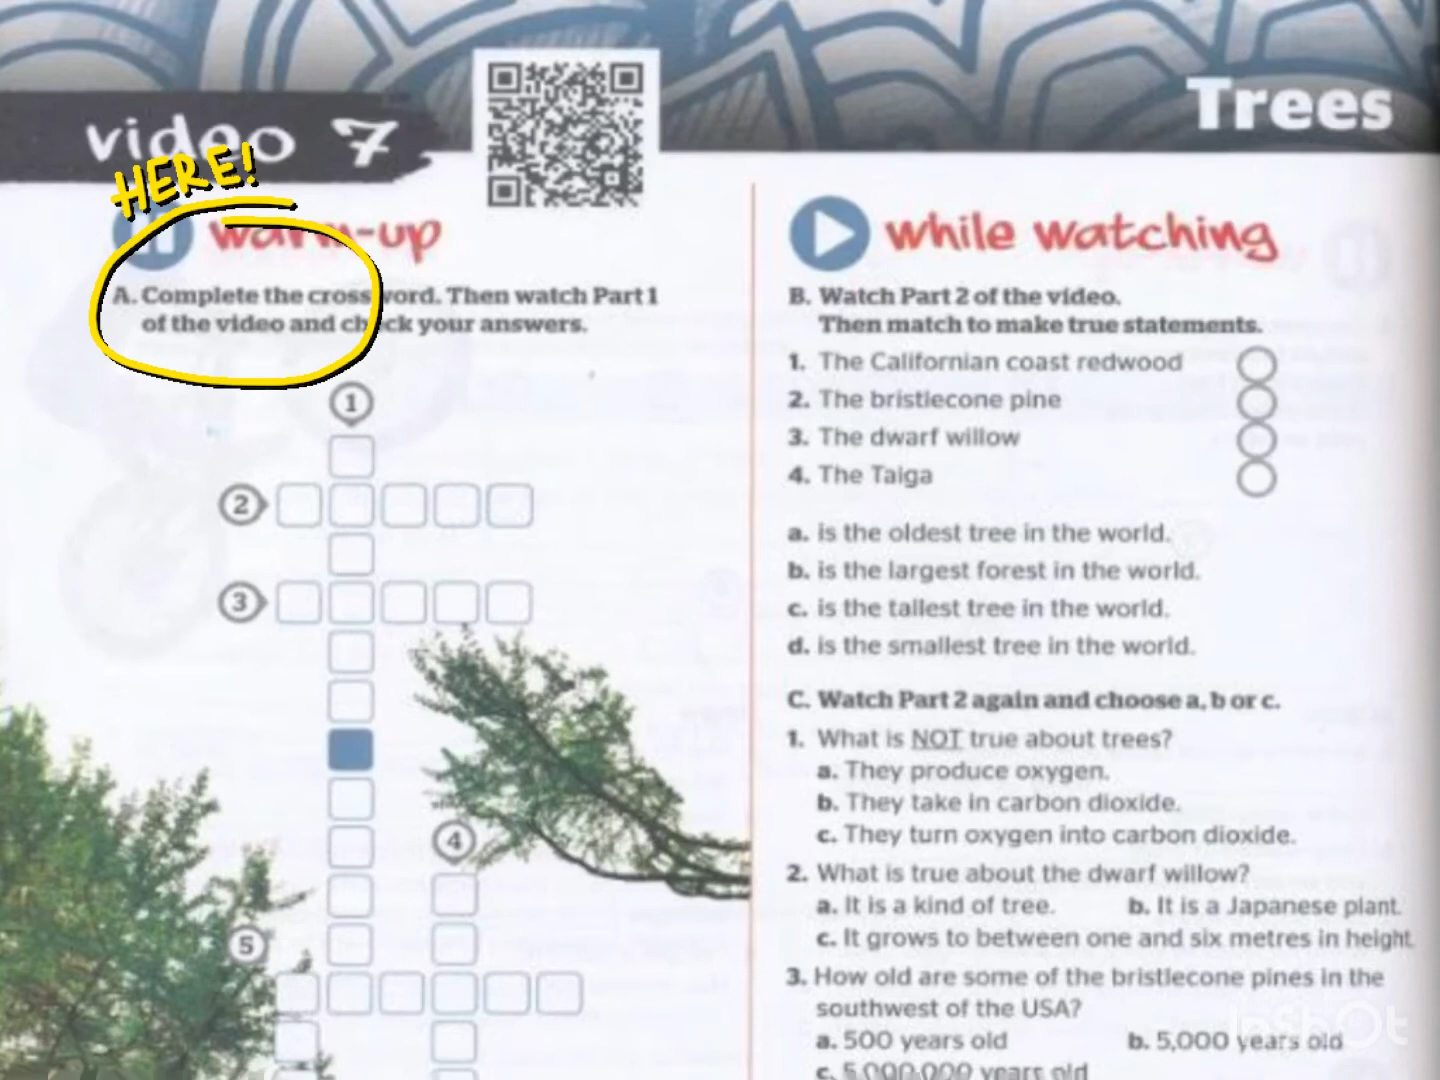 Trees
video 7
HERE!
warm-up
A. Complete the crossword. Then watch Part 1
of the video and check your answers.
1
2
3
4
5
while watching
B. Watch Part 2 of the video.
Then match to make true statements.
1. The Californian coast redwood
2. The bristlecone pine
3. The dwarf willow
4. The Taiga
a. is the oldest tree in the world.
b. is the largest forest in the world.
c. is the tallest tree in the world.
d. is the smallest tree in the world.
C. Watch Part 2 again and choose a, b or c.
1. What is NOT true about trees?
a. They produce oxygen.
b. They take in carbon dioxide.
c. They turn oxygen into carbon dioxide.
2. What is true about the dwarf willow?
a. It is a kind of tree. b. It is a Japanese plant.
c. It grows to between one and six metres in height.
3. How old are some of the bristlecone pines in the
southwest of the USA?
a. 500 years old b. 5,000 years old
c. 5,000,000 years old
InShOt